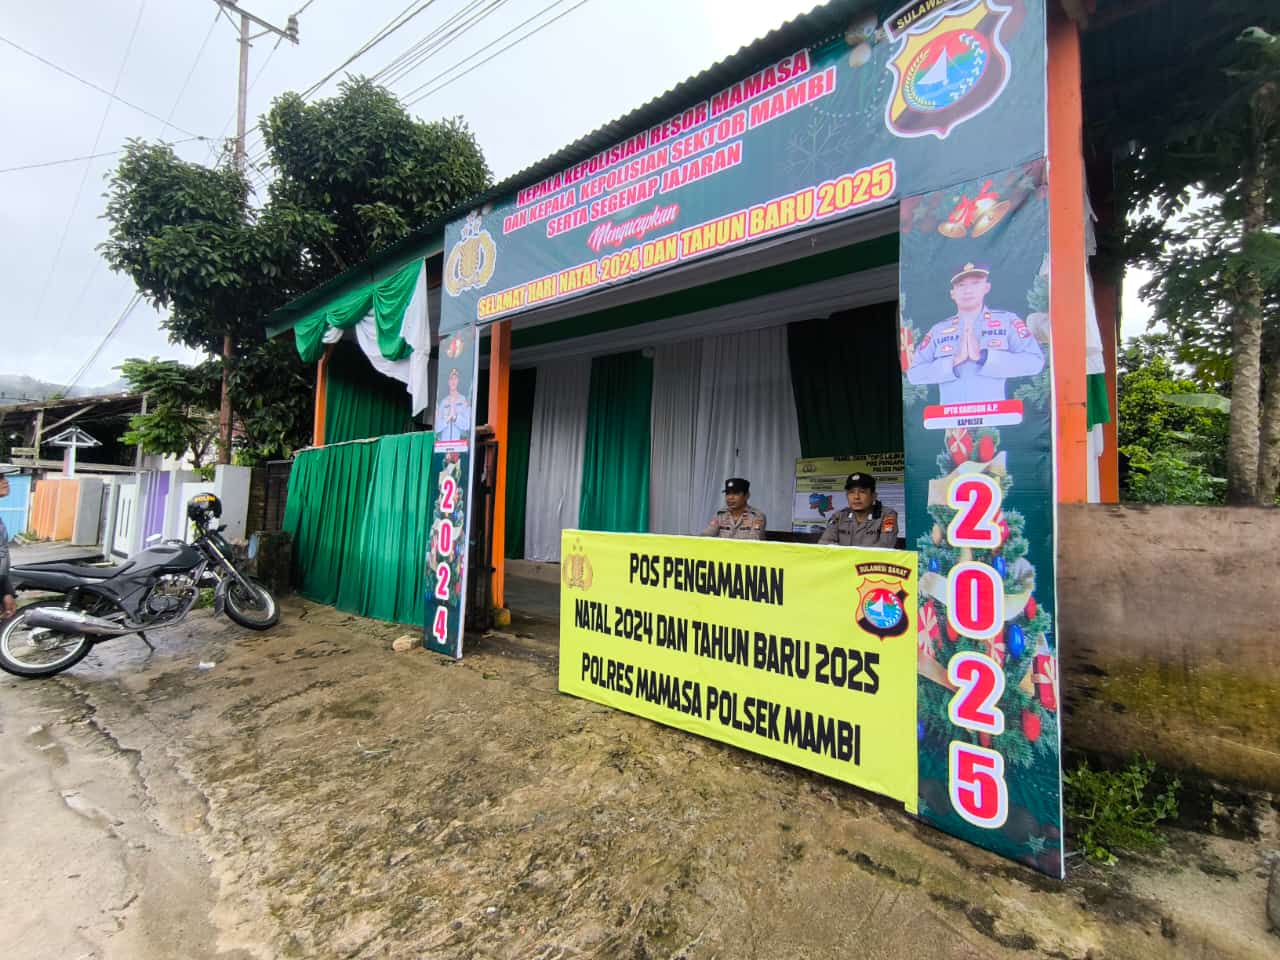 SULAWESI
KEPALA KEPOLISIAN RESOR MAMASA
DAN KEPALA KEPOLISIAN SEKTOR MAMBI
SERTA SEGENAP JAJARAN
Mengucapkan
SELAMAT HARI NATAL 2024 DAN TAHUN BARU 2025
POLRI
IPTU SARSON A.P.
KAPOLSEK
2024
2025
POS PENGAMANAN
NATAL 2024 DAN TAHUN BARU 2025
POLRES MAMASA POLSEK MAMBI
SULAWESI BARAT